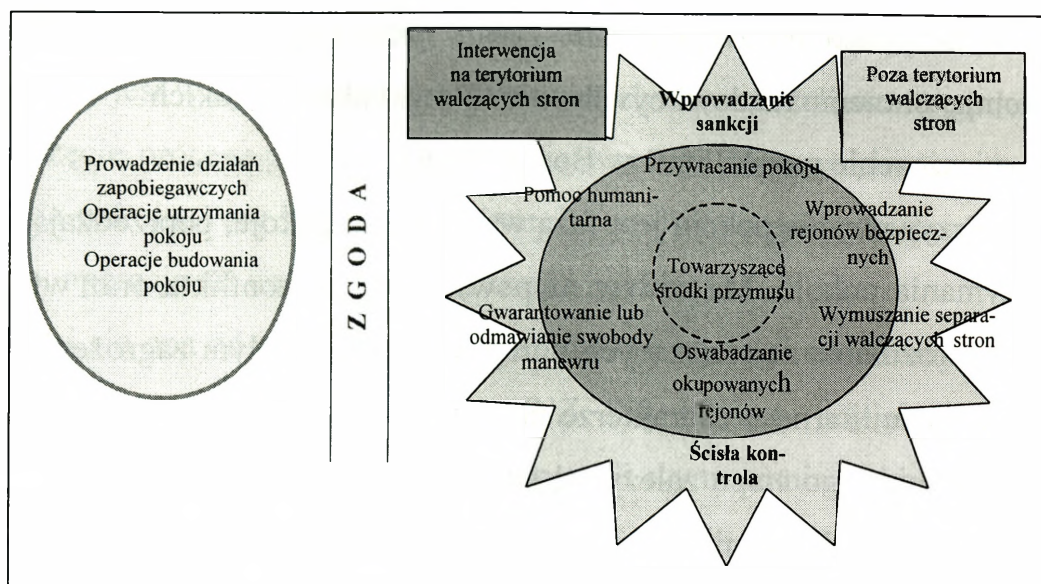 Prowadzenie działań
zapobiegawczych
Operacje utrzymania
pokoju
Operacje budowania
pokoju
ZGODA
Interwencja
na terytorium
walczących stron
Poza terytorium
walczących
stron
Wprowadzanie
sankcji
Przywracanie pokoju
Pomoc humani-
tarna
Wprowadzanie
rejonów bezpiecz-
nych
Towarzyszące
środki przymusu
Gwarantowanie lub
odmawianie swobody
manewru
Wymuszanie separa-
cji walczących stron
Oswabadzanie
okupowanych
rejonów
Ścisła kon-
trola